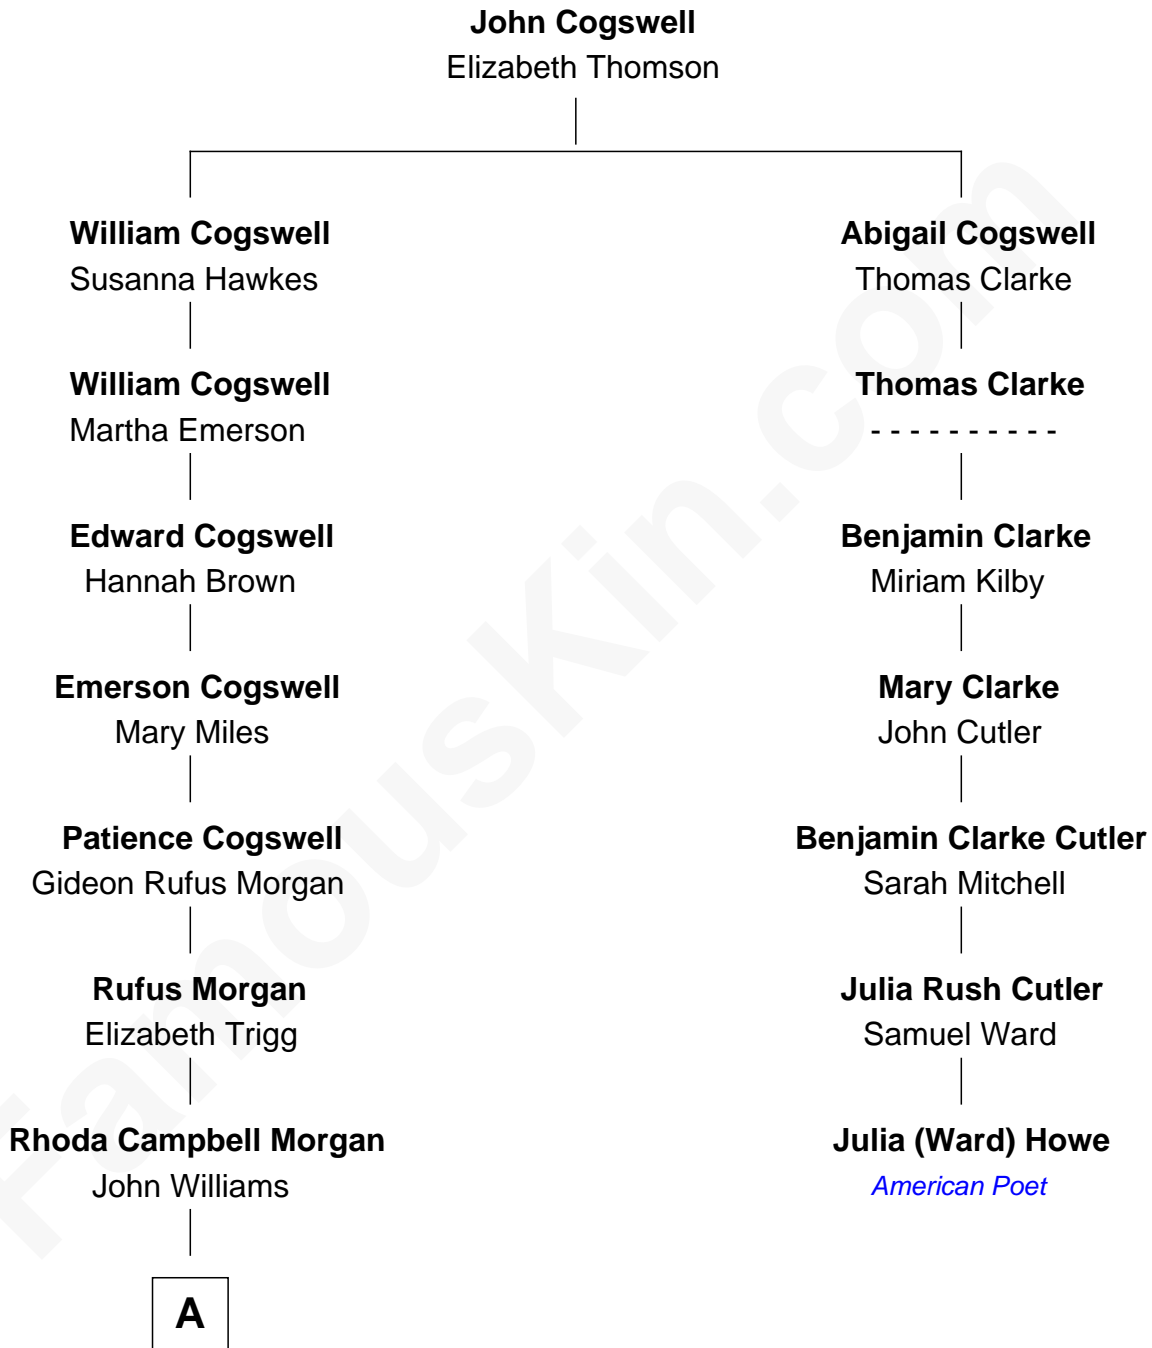 John Cogswell
Elizabeth Thomson
William Cogswell
Susanna Hawkes
William Cogswell
Martha Emerson
Edward Cogswell
Hannah Brown
Emerson Cogswell
Mary Miles
Patience Cogswell
Gideon Rufus Morgan
Rufus Morgan
Elizabeth Trigg
Rhoda Campbell Morgan
John Williams
A
Abigail Cogswell
Thomas Clarke
Thomas Clarke
- - - - - - - - - -
Benjamin Clarke
Miriam Kilby
Mary Clarke
John Cutler
Benjamin Clarke Cutler
Sarah Mitchell
Julia Rush Cutler
Samuel Ward
Julia (Ward) Howe
American Poet
FamousKin.com